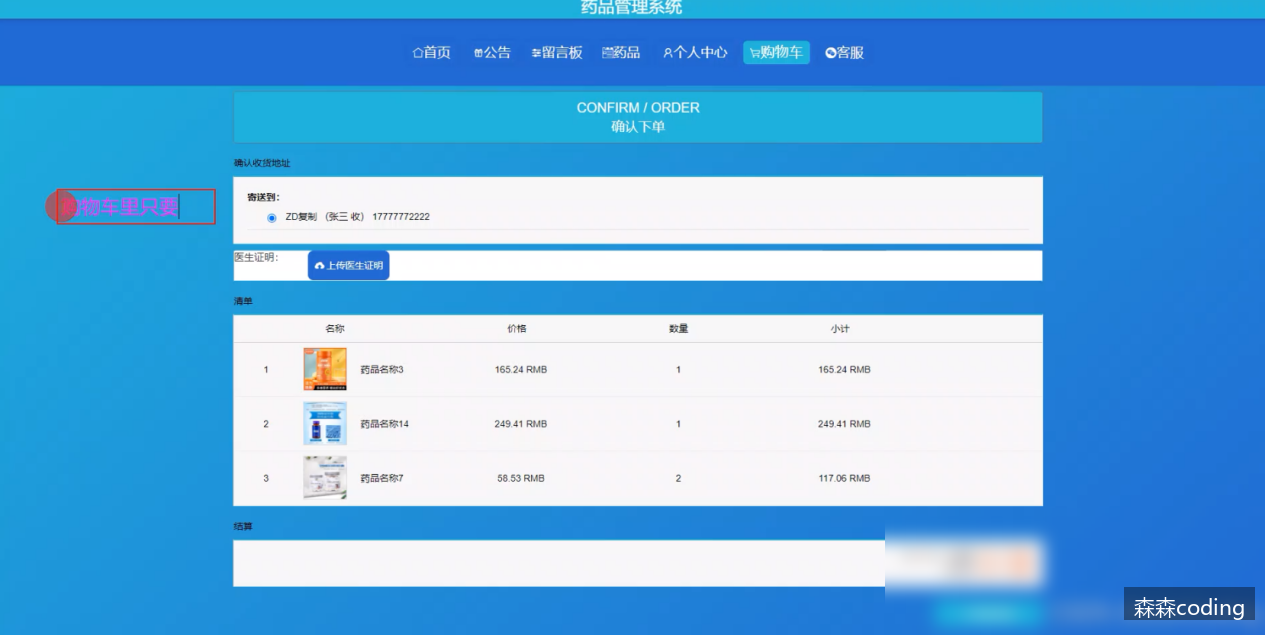 药品管理系统
首页 公告 留言板 药品 个人中心 购物车 客服
CONFIRM / ORDER
确认下单
确认收货地址
购物车里只要
寄送到:
ZD复制 (张三 收) 17777772222
医生证明:
上传医生证明
清单
名称 价格 数量 小计
1 药品名称3 165.24 RMB 1 165.24 RMB
2 药品名称14 249.41 RMB 1 249.41 RMB
3 药品名称7 58.53 RMB 2 117.06 RMB
结算
森森coding